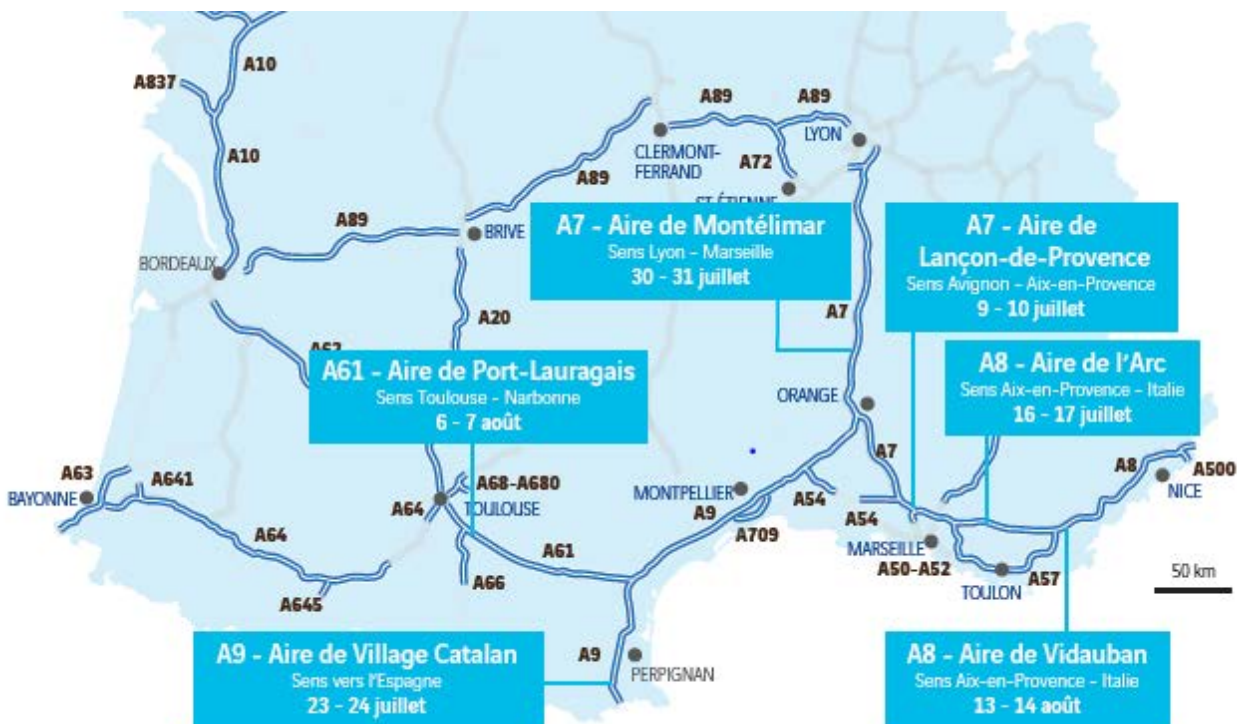 A10
A837
A10
A89
A89
LYON
CLERMONT-
FERRAND
A72
A89
ST-ÉTIENNE
A89
BRIVE
BORDEAUX
A7 - Aire de Montélimar
Sens Lyon - Marseille
30 - 31 juillet
A7 - Aire de
Lançon-de-Provence
Sens Avignon - Aix-en-Provence
9 - 10 juillet
A20
A7
A62
A61 - Aire de Port-Lauragais
Sens Toulouse - Narbonne
6 - 7 août
A8 - Aire de l'Arc
Sens Aix-en-Provence - Italie
16 - 17 juillet
ORANGE
A7
A63
BAYONNE
A641
A68-A680
TOULOUSE
A64
MONTPELLIER
A9
A709
A54
A54
A8
A500
NICE
A64
A61
A66
A645
MARSEILLE
A50-A52
A57
TOULON
50 km
A9 - Aire de Village Catalan
Sens vers l'Espagne
23 - 24 juillet
A9
PERPIGNAN
A8 - Aire de Vidauban
Sens Aix-en-Provence - Italie
13 - 14 août